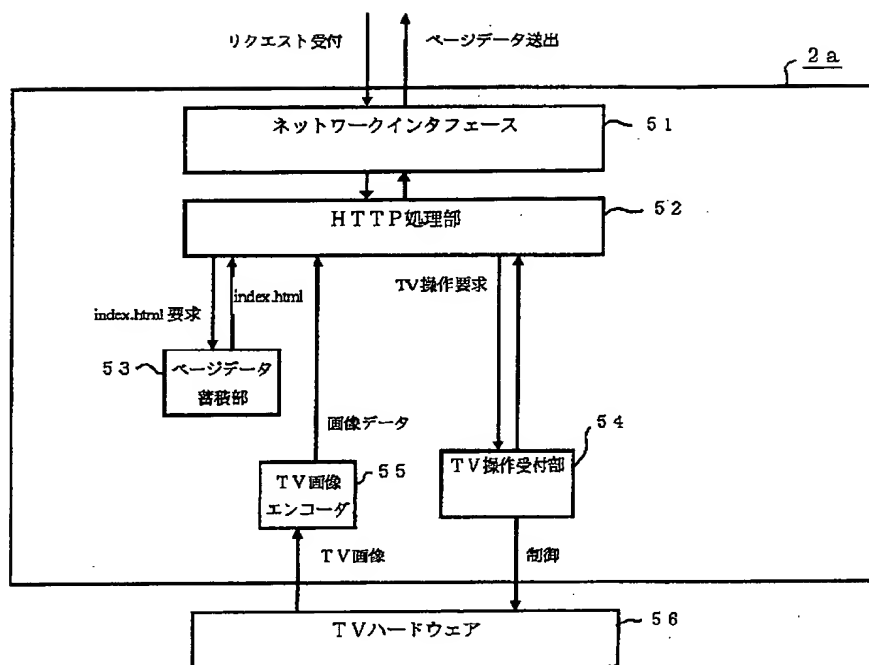 リクエスト受付
ページデータ送出
2a
ネットワークインタフェース
51
HTTP処理部
52
index.html 要求
index.html
TV操作要求
53
ページデータ
蓄積部
画像データ
54
TV操作受付部
TV画像
エンコーダ
55
TV画像
制御
TVハードウェア
56